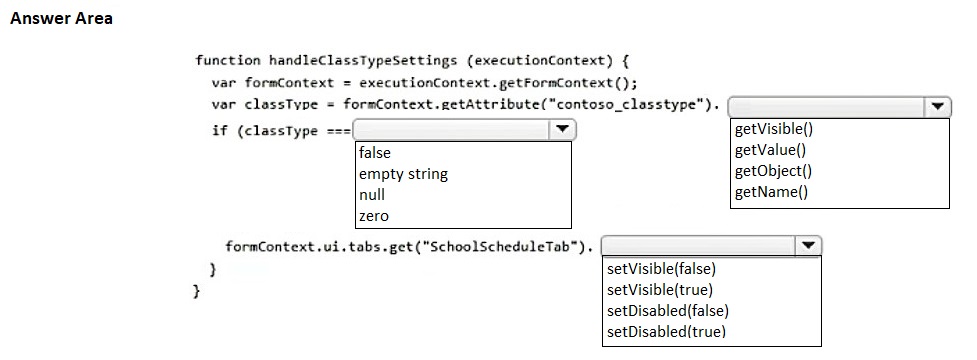 Answer Area
function handleClassTypeSettings (executionContext) {
var formContext = executionContext.getFormContext();
var classType = formContext.getAttribute("contoso_classtype").
getVisible()
getValue()
getObject()
getName()
if (classType ===
false
empty string
null
zero
formContext.ui.tabs.get("SchoolScheduleTab").
setVisible(false)
setVisible(true)
setDisabled(false)
setDisabled(true)
}
}